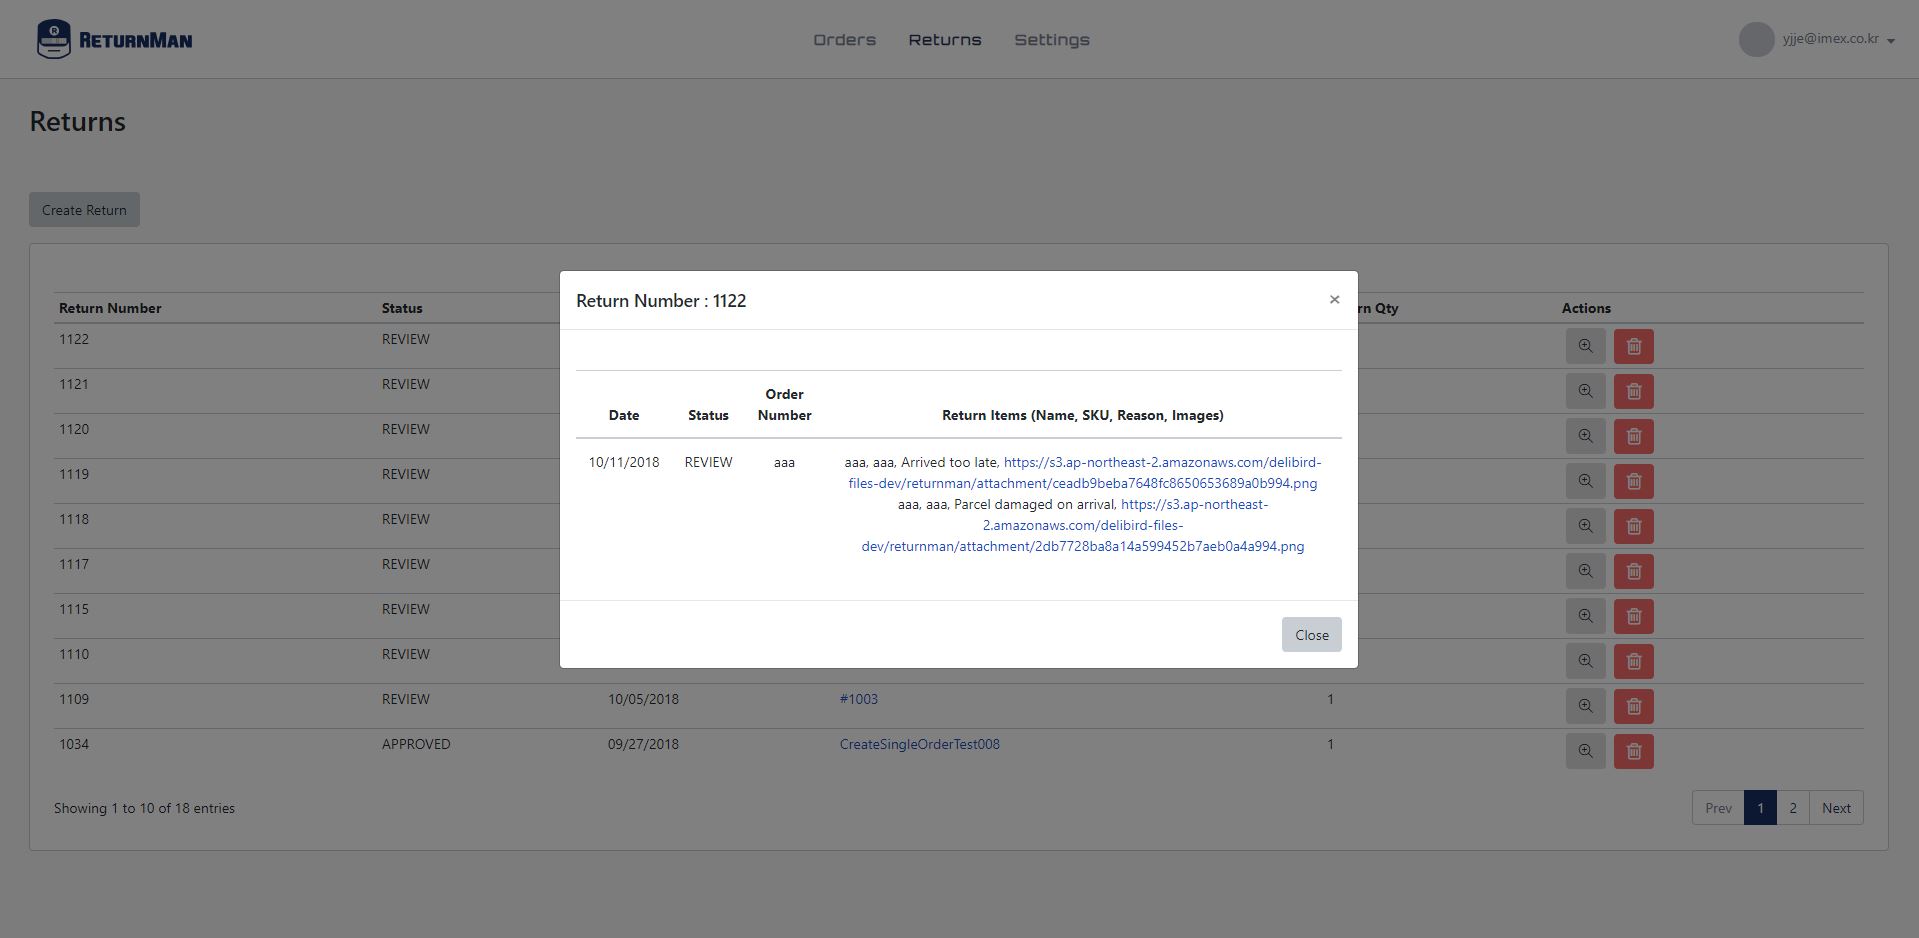 RETURNMAN
Orders Returns Settings
yjje@imex.co.kr
Returns
Create Return
Return Number Status rn Qty Actions
1122 REVIEW
1121 REVIEW
1120 REVIEW
1119 REVIEW
1118 REVIEW
1117 REVIEW
1115 REVIEW
1110 REVIEW
1109 REVIEW 10/05/2018 #1003 1
1034 APPROVED 09/27/2018 CreateSingleOrderTest008 1
Showing 1 to 10 of 18 entries
Prev 1 2 Next
Return Number : 1122
×
Order
Date Status Number Return Items (Name, SKU, Reason, Images)
10/11/2018 REVIEW aaa aaa, aaa, Arrived too late, https://s3.ap-northeast-2.amazonaws.com/delibird-
files-dev/returnman/attachment/ceadb9beba7648fc8650653689a0b994.png
aaa, aaa, Parcel damaged on arrival, https://s3.ap-northeast-
2.amazonaws.com/delibird-files-
dev/returnman/attachment/2db7728ba8a14a599452b7aeb0a4a994.png
Close